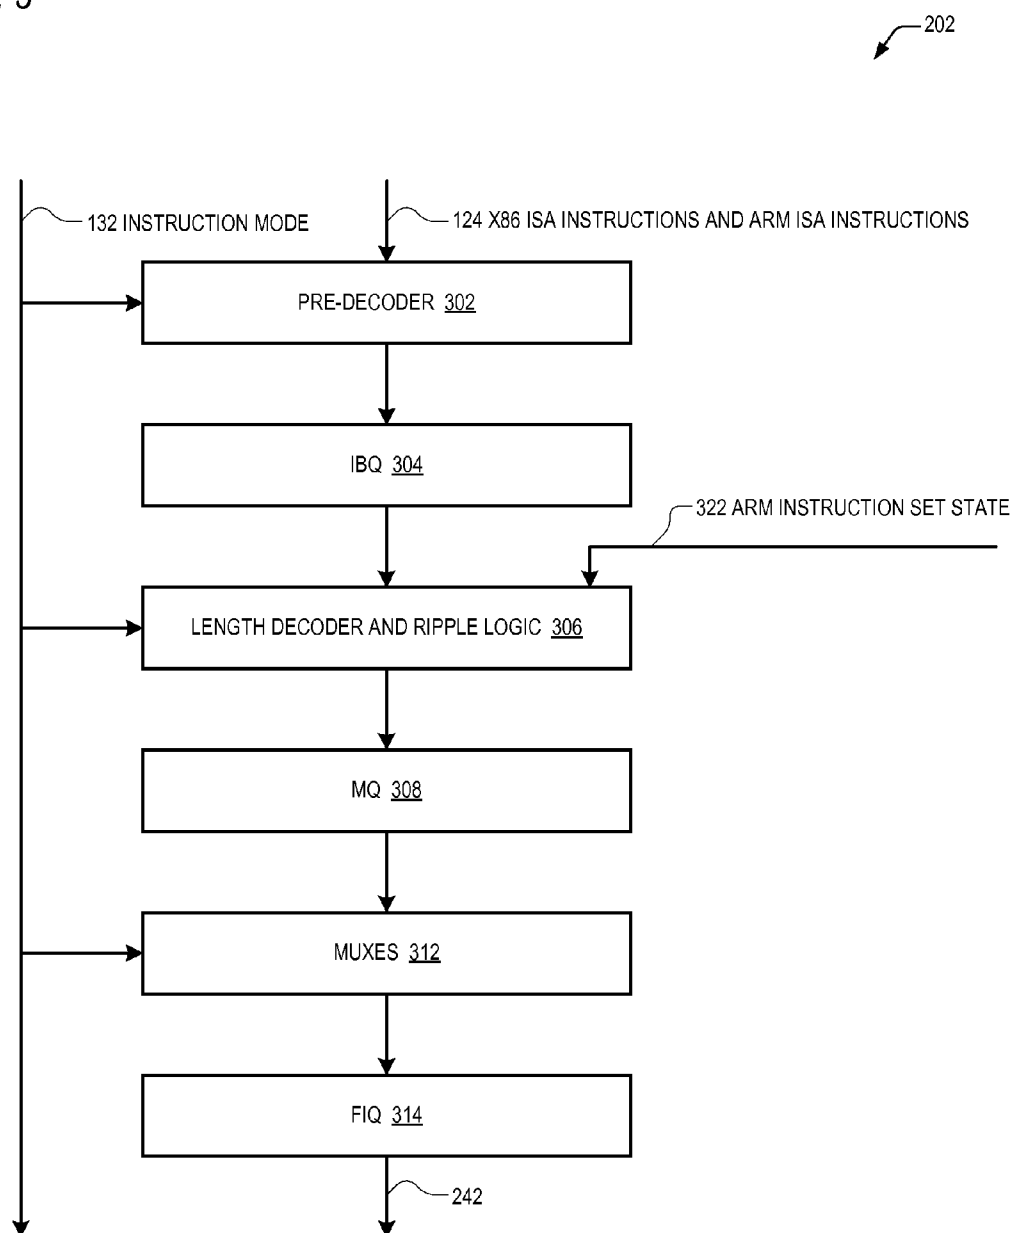 202
132 INSTRUCTION MODE
124 X86 ISA INSTRUCTIONS AND ARM ISA INSTRUCTIONS
PRE-DECODER 302
IBQ 304
322 ARM INSTRUCTION SET STATE
LENGTH DECODER AND RIPPLE LOGIC 306
MQ 308
MUXES 312
FIQ 314
242